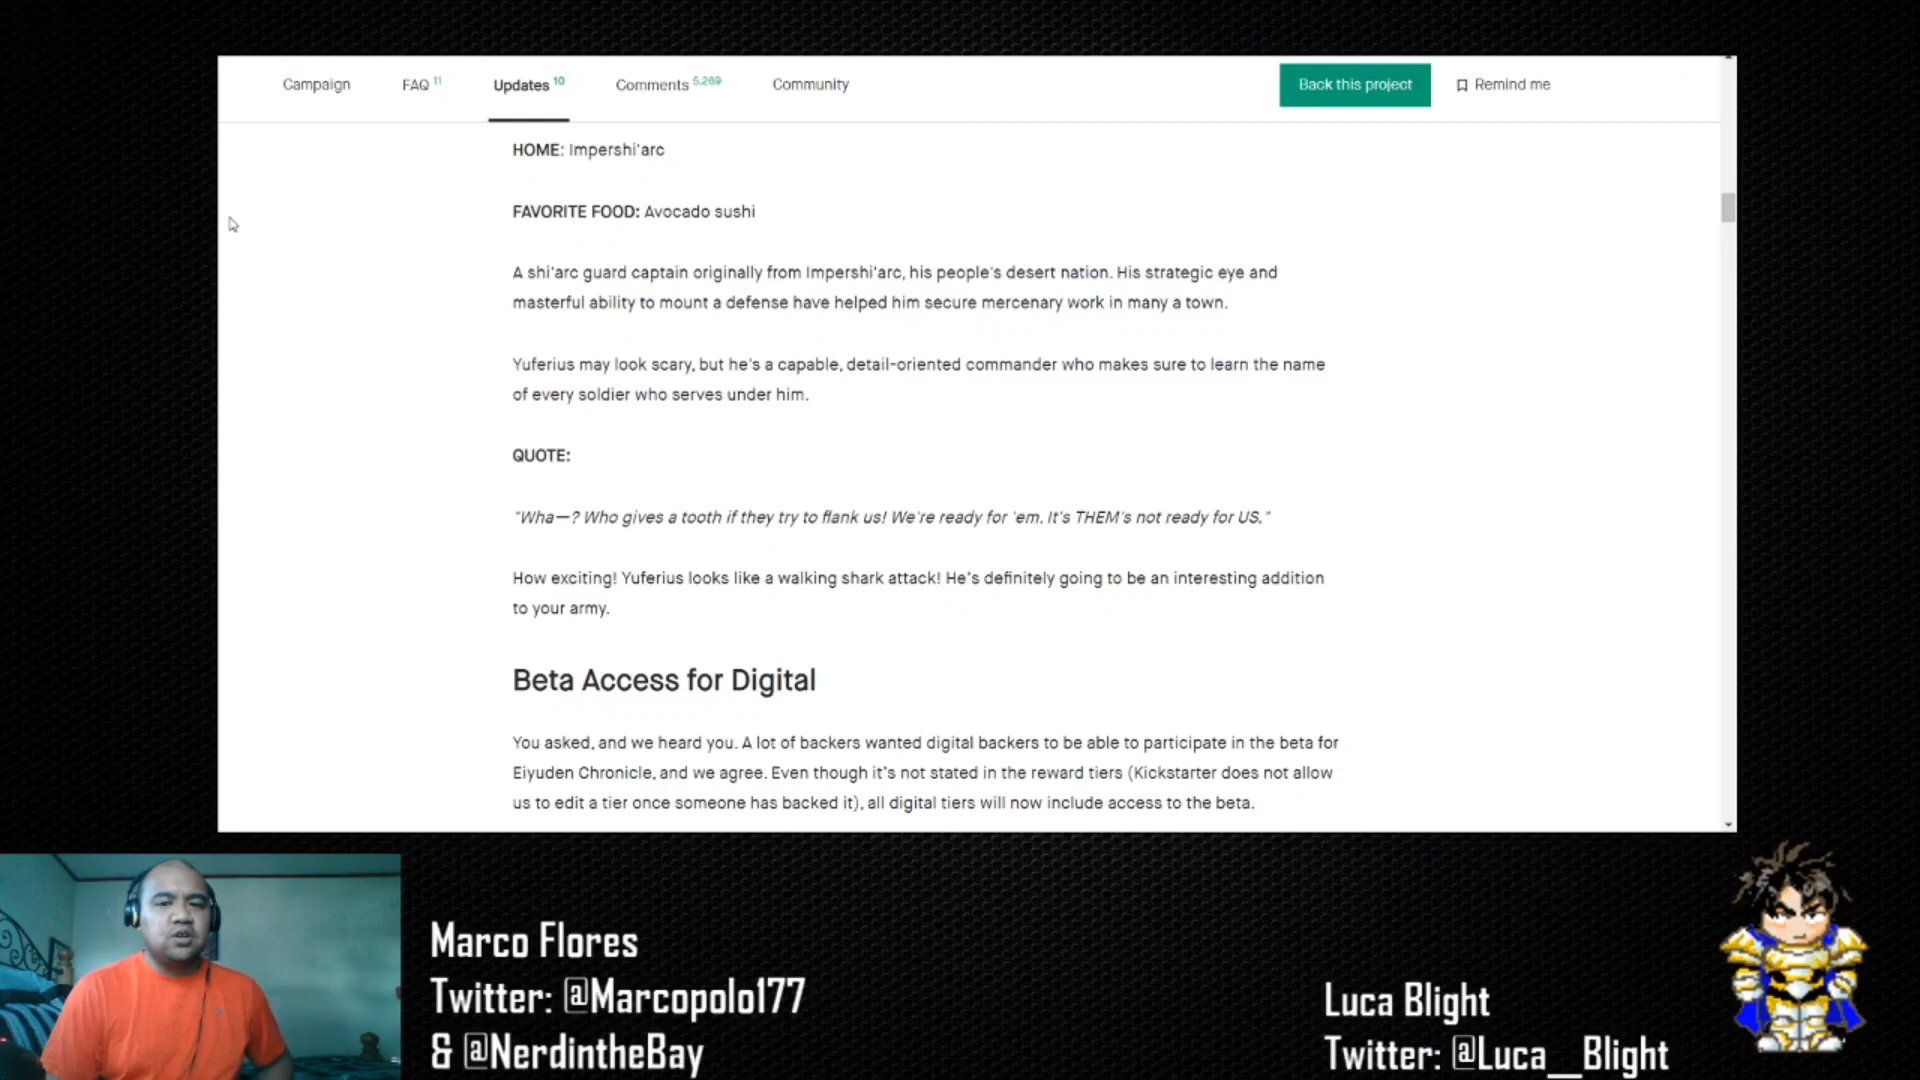 Campaign FAQ 11 Updates 10 Comments 5,269 Community Back this project Remind me
HOME: Impershi'arc
FAVORITE FOOD: Avocado sushi
A shi'arc guard captain originally from Impershi'arc, his people's desert nation. His strategic eye and
masterful ability to mount a defense have helped him secure mercenary work in many a town.
Yuferius may look scary, but he's a capable, detail-oriented commander who makes sure to learn the name
of every soldier who serves under him.
QUOTE:
"Wha—? Who gives a tooth if they try to flank us! We're ready for 'em. It's THEM's not ready for US."
How exciting! Yuferius looks like a walking shark attack! He's definitely going to be an interesting addition
to your army.
Beta Access for Digital
You asked, and we heard you. A lot of backers wanted digital backers to be able to participate in the beta for
Eiyuden Chronicle, and we agree. Even though it's not stated in the reward tiers (Kickstarter does not allow
us to edit a tier once someone has backed it), all digital tiers will now include access to the beta.
Marco Flores
Twitter: @Marcopolo177
& @NerdintheBay
Luca Blight
Twitter: @Luca__Blight